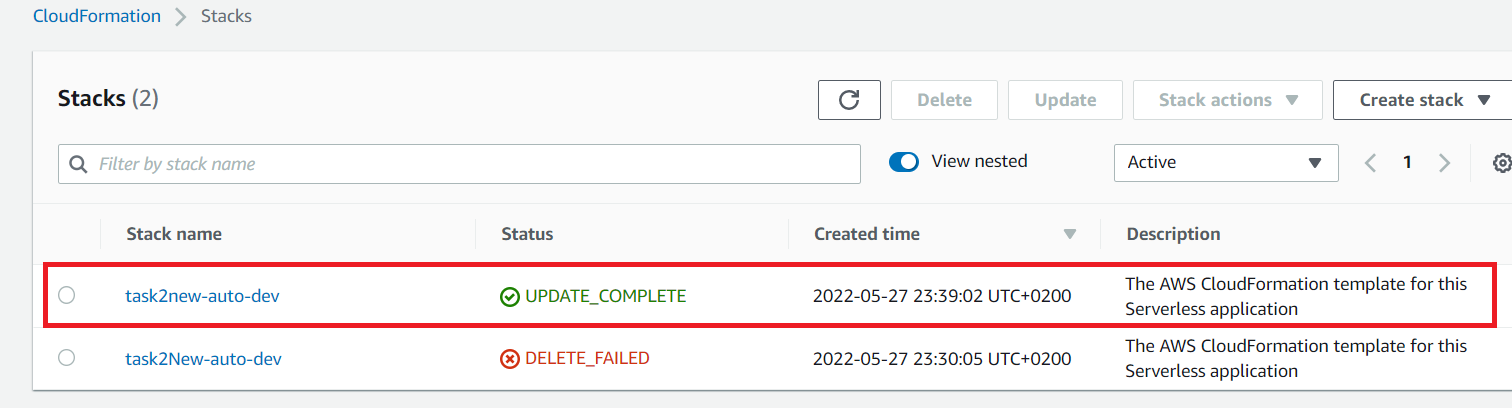 CloudFormation > Stacks
Stacks (2)
Delete
Update
Stack actions
Create stack
Filter by stack name
View nested
Active
1
Stack name Status Created time Description
task2new-auto-dev UPDATE_COMPLETE 2022-05-27 23:39:02 UTC+0200 The AWS CloudFormation template for this
Serverless application
task2New-auto-dev DELETE_FAILED 2022-05-27 23:30:05 UTC+0200 The AWS CloudFormation template for this
Serverless application